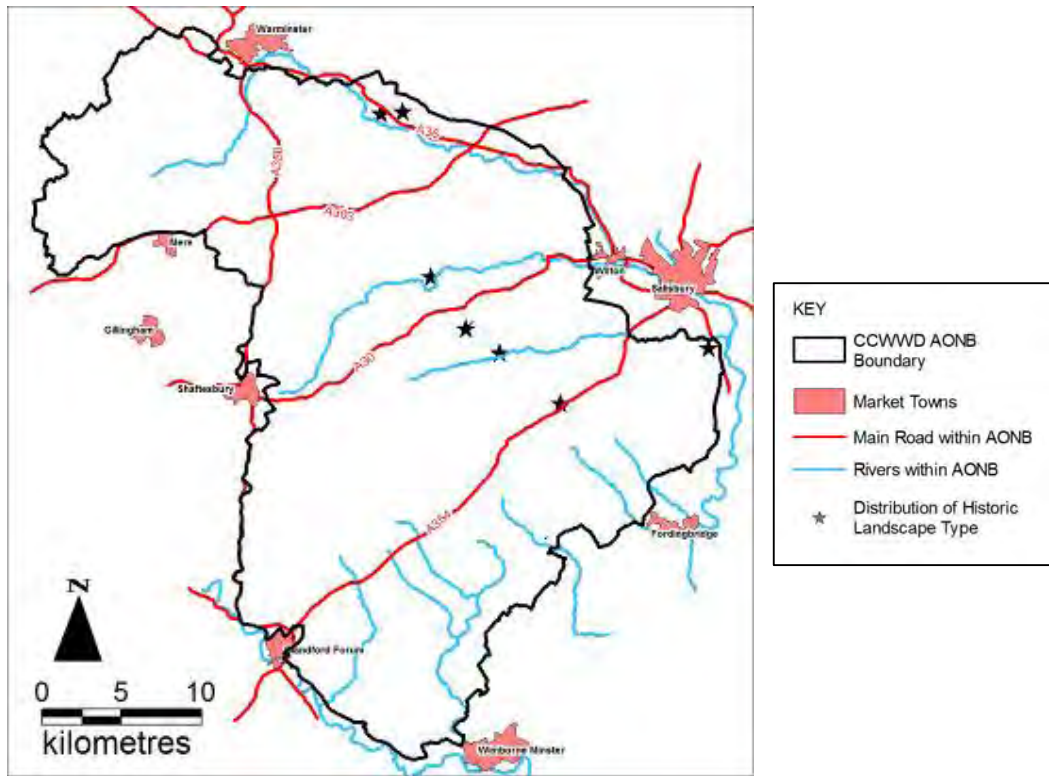 Warminster
A36
A350
A303
Mere
Wilton
Salisbury
Gillingham
A30
Shaftesbury
A354
Fordingbridge
Blandford Forum
Wimborne Minster
N
0 5 10
kilometres
KEY
CCWWD AONB
Boundary
Market Towns
Main Road within AONB
Rivers within AONB
Distribution of Historic
Landscape Type